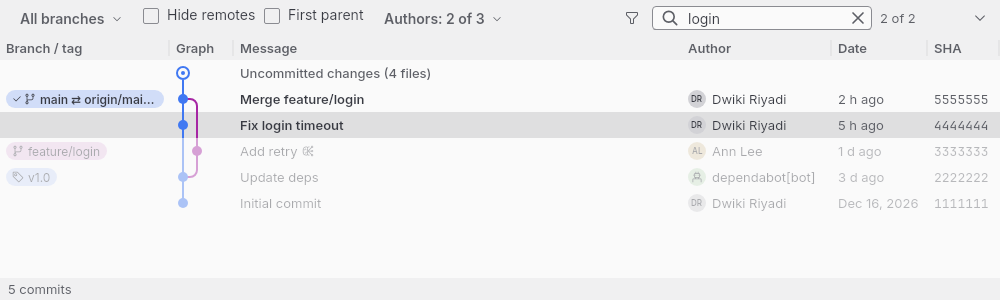 All branches Hide remotes First parent Authors: 2 of 3 login 2 of 2
Branch / tag Graph Message Author Date SHA
Uncommitted changes (4 files)
main ⇄ origin/mai... Merge feature/login DR Dwiki Riyadi 2 h ago 5555555
Fix login timeout DR Dwiki Riyadi 5 h ago 4444444
feature/login Add retry AL Ann Lee 1 d ago 3333333
v1.0 Update deps dependabot[bot] 3 d ago 2222222
Initial commit DR Dwiki Riyadi Dec 16, 2026 1111111
5 commits